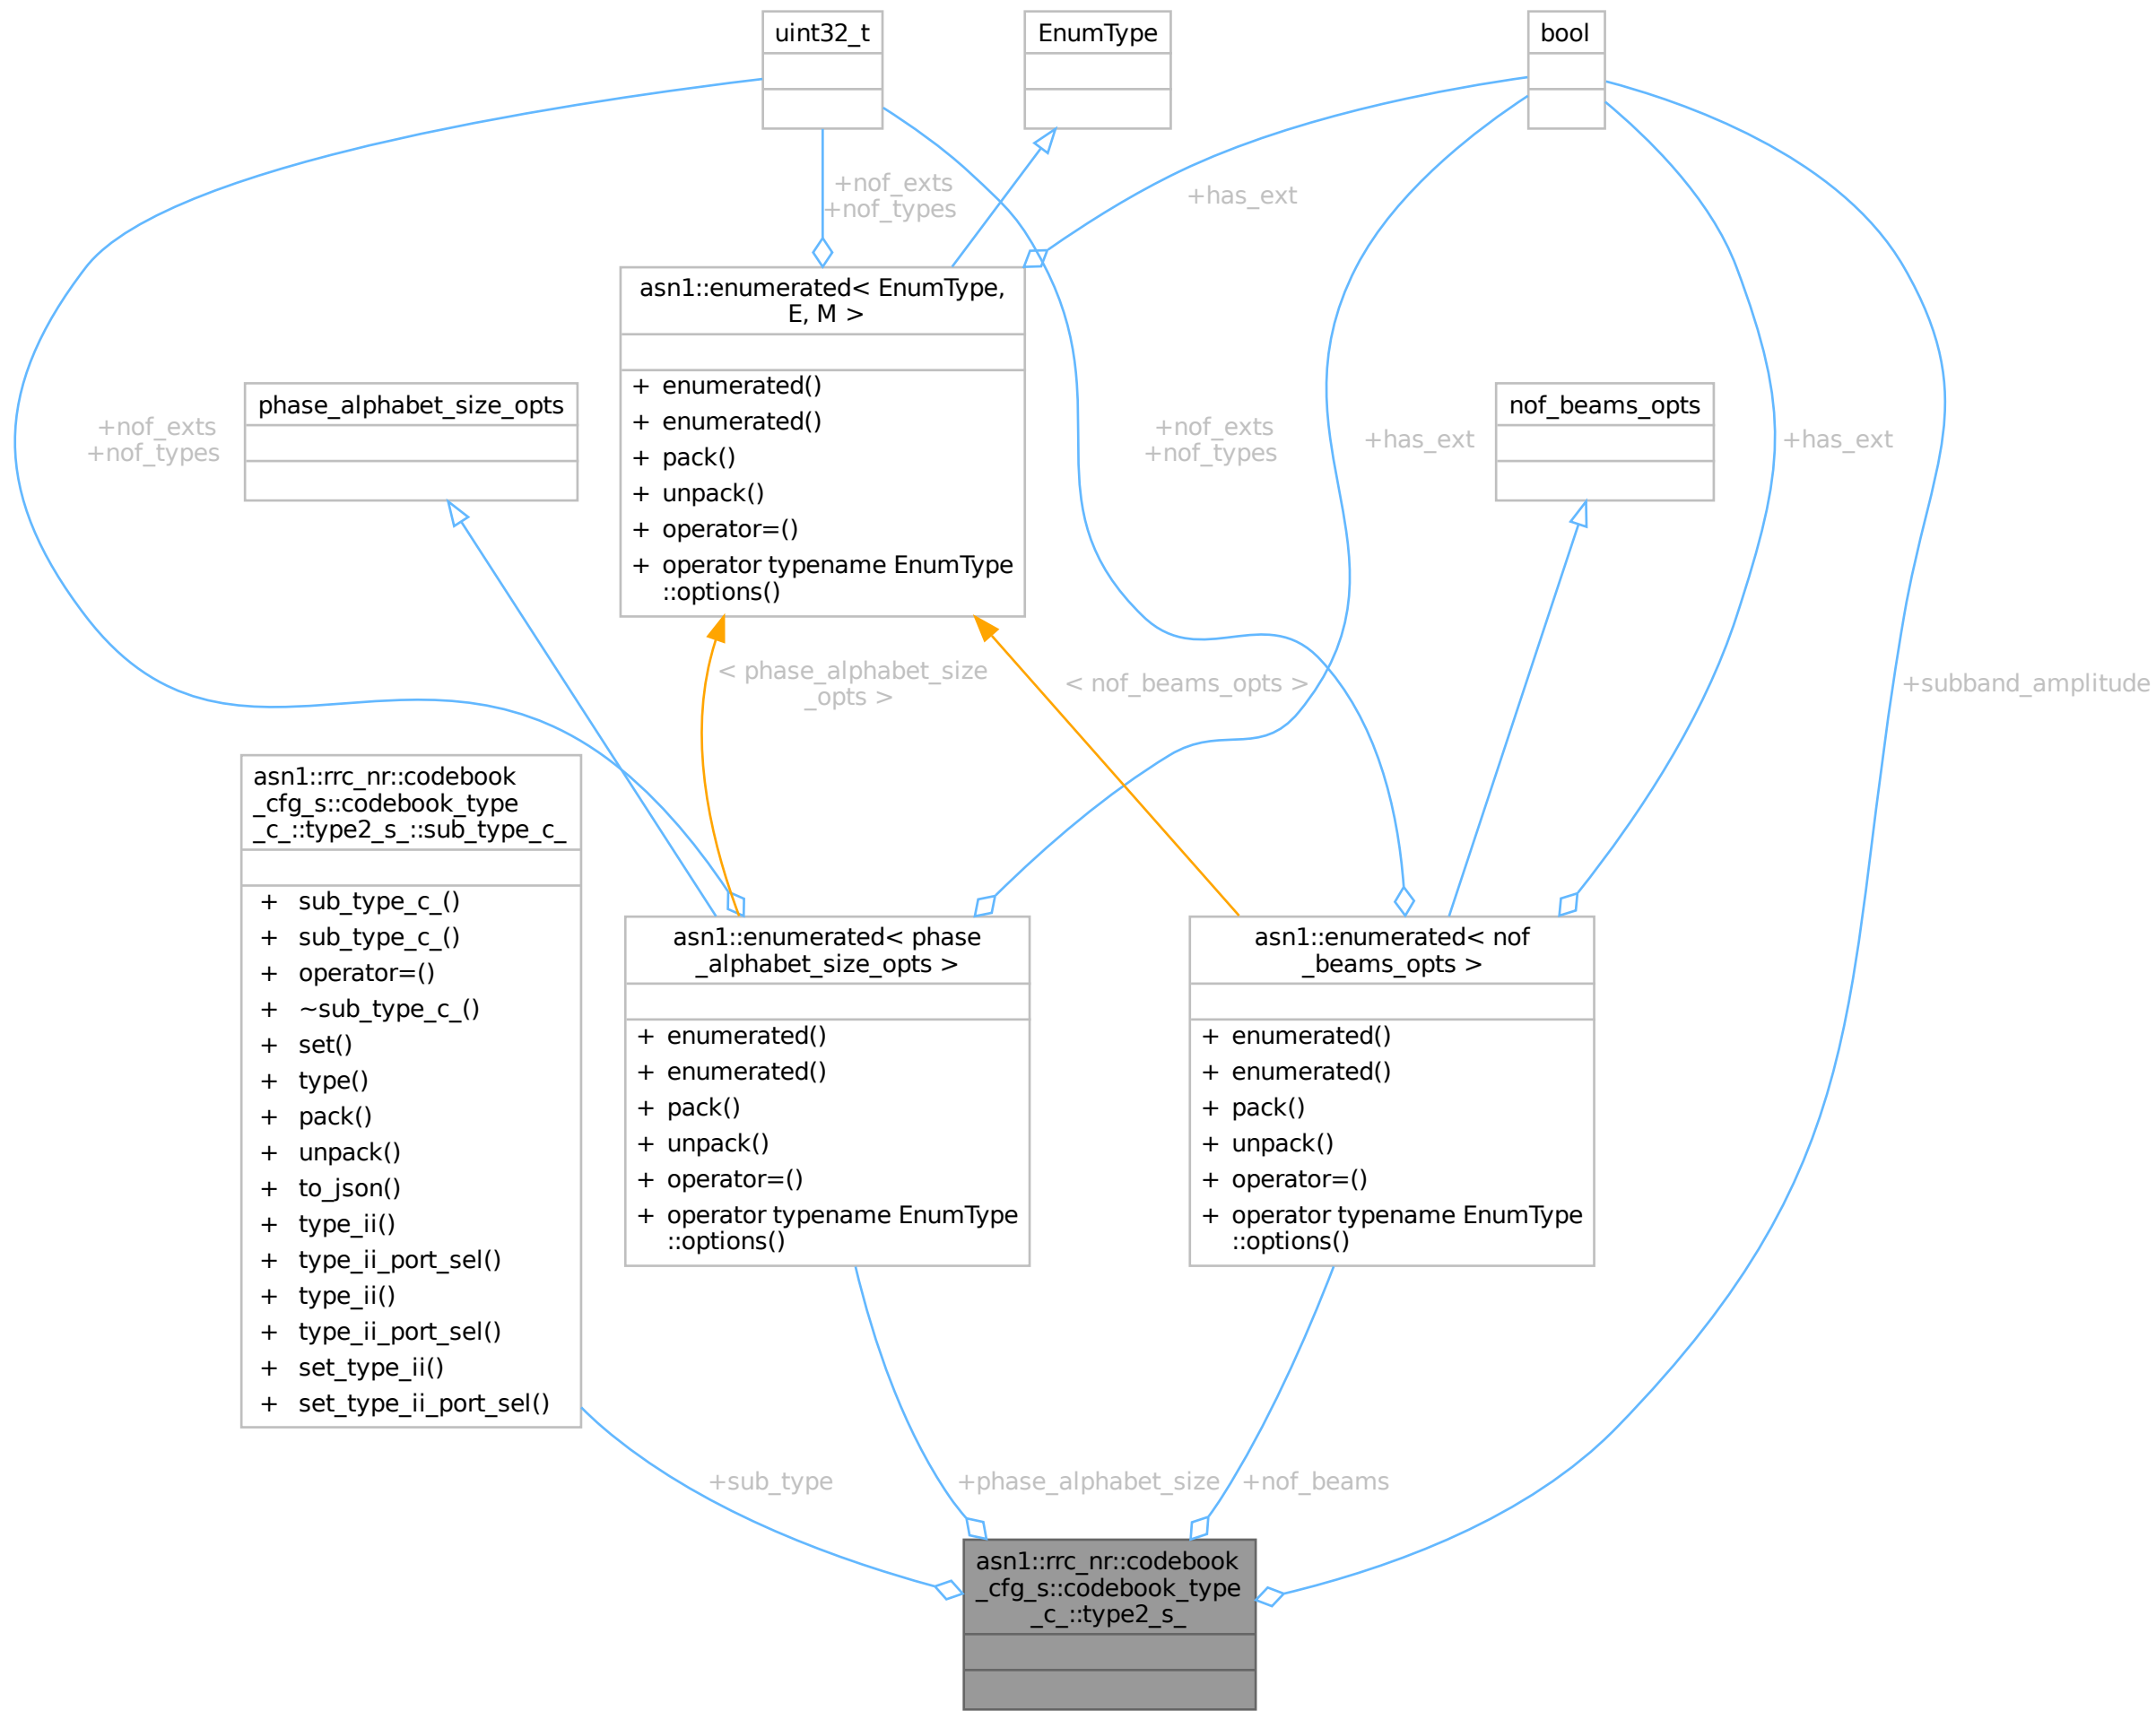 uint32_t
EnumType
bool
+nof_exts
+nof_types
+has_ext
asn1::enumerated< EnumType,
E, M >
+ enumerated()
+ enumerated()
+ pack()
+ unpack()
+ operator=()
+ operator typename EnumType
::options()
phase_alphabet_size_opts
nof_beams_opts
+nof_exts
+nof_types
+nof_exts
+nof_types
+has_ext
+has_ext
< phase_alphabet_size
_opts >
< nof_beams_opts >
+subband_amplitude
asn1::rrc_nr::codebook
_cfg_s::codebook_type
_c_::type2_s_::sub_type_c_
+ sub_type_c_()
+ sub_type_c_()
+ operator=()
+ ~sub_type_c_()
+ set()
+ type()
+ pack()
+ unpack()
+ to_json()
+ type_ii()
+ type_ii_port_sel()
+ type_ii()
+ type_ii_port_sel()
+ set_type_ii()
+ set_type_ii_port_sel()
asn1::enumerated< phase
_alphabet_size_opts >
+ enumerated()
+ enumerated()
+ pack()
+ unpack()
+ operator=()
+ operator typename EnumType
::options()
asn1::enumerated< nof
_beams_opts >
+ enumerated()
+ enumerated()
+ pack()
+ unpack()
+ operator=()
+ operator typename EnumType
::options()
+sub_type
+phase_alphabet_size
+nof_beams
asn1::rrc_nr::codebook
_cfg_s::codebook_type
_c_::type2_s_